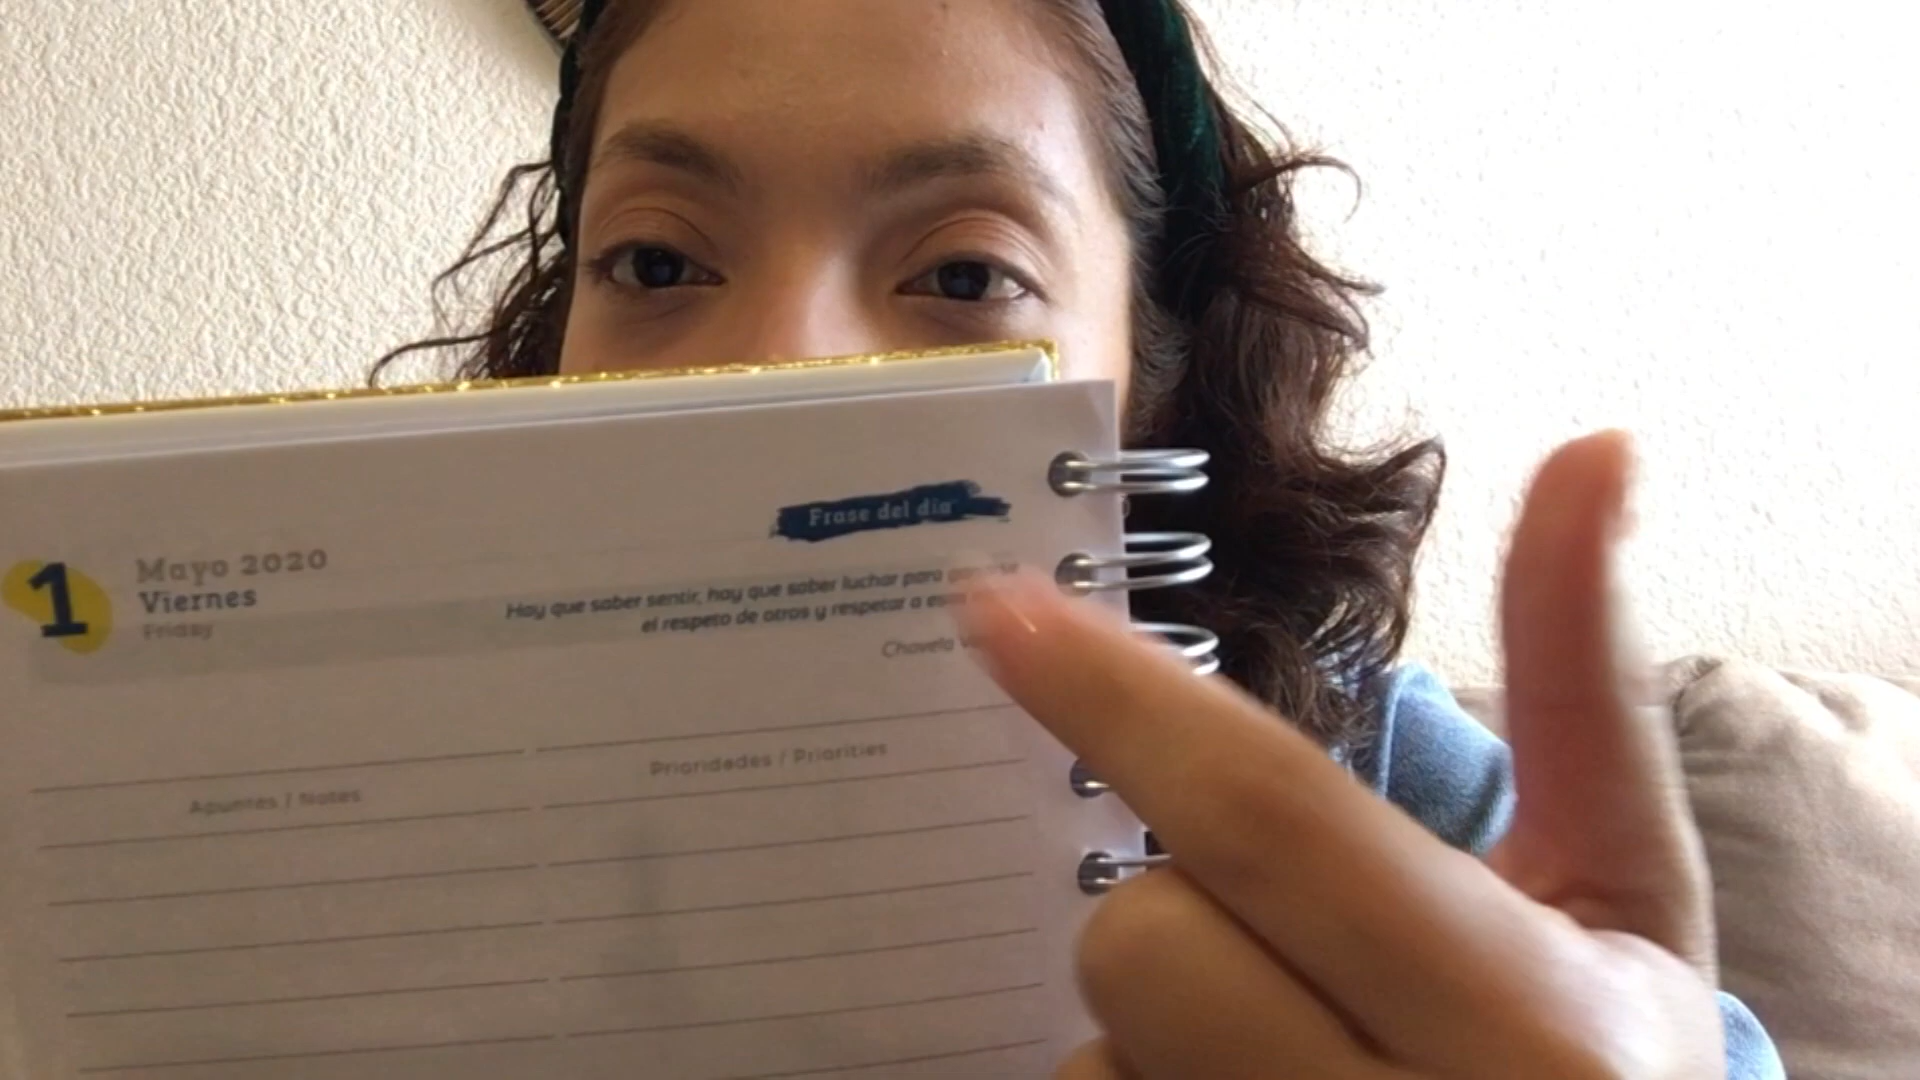 Frase del día
1
Mayo 2020
Viernes
Friday
Hay que saber sentir, hay que saber luchar para
el respeto de otros y respetar a esos
Chavela
Prioridades / Priorities
Apuntes / Notes